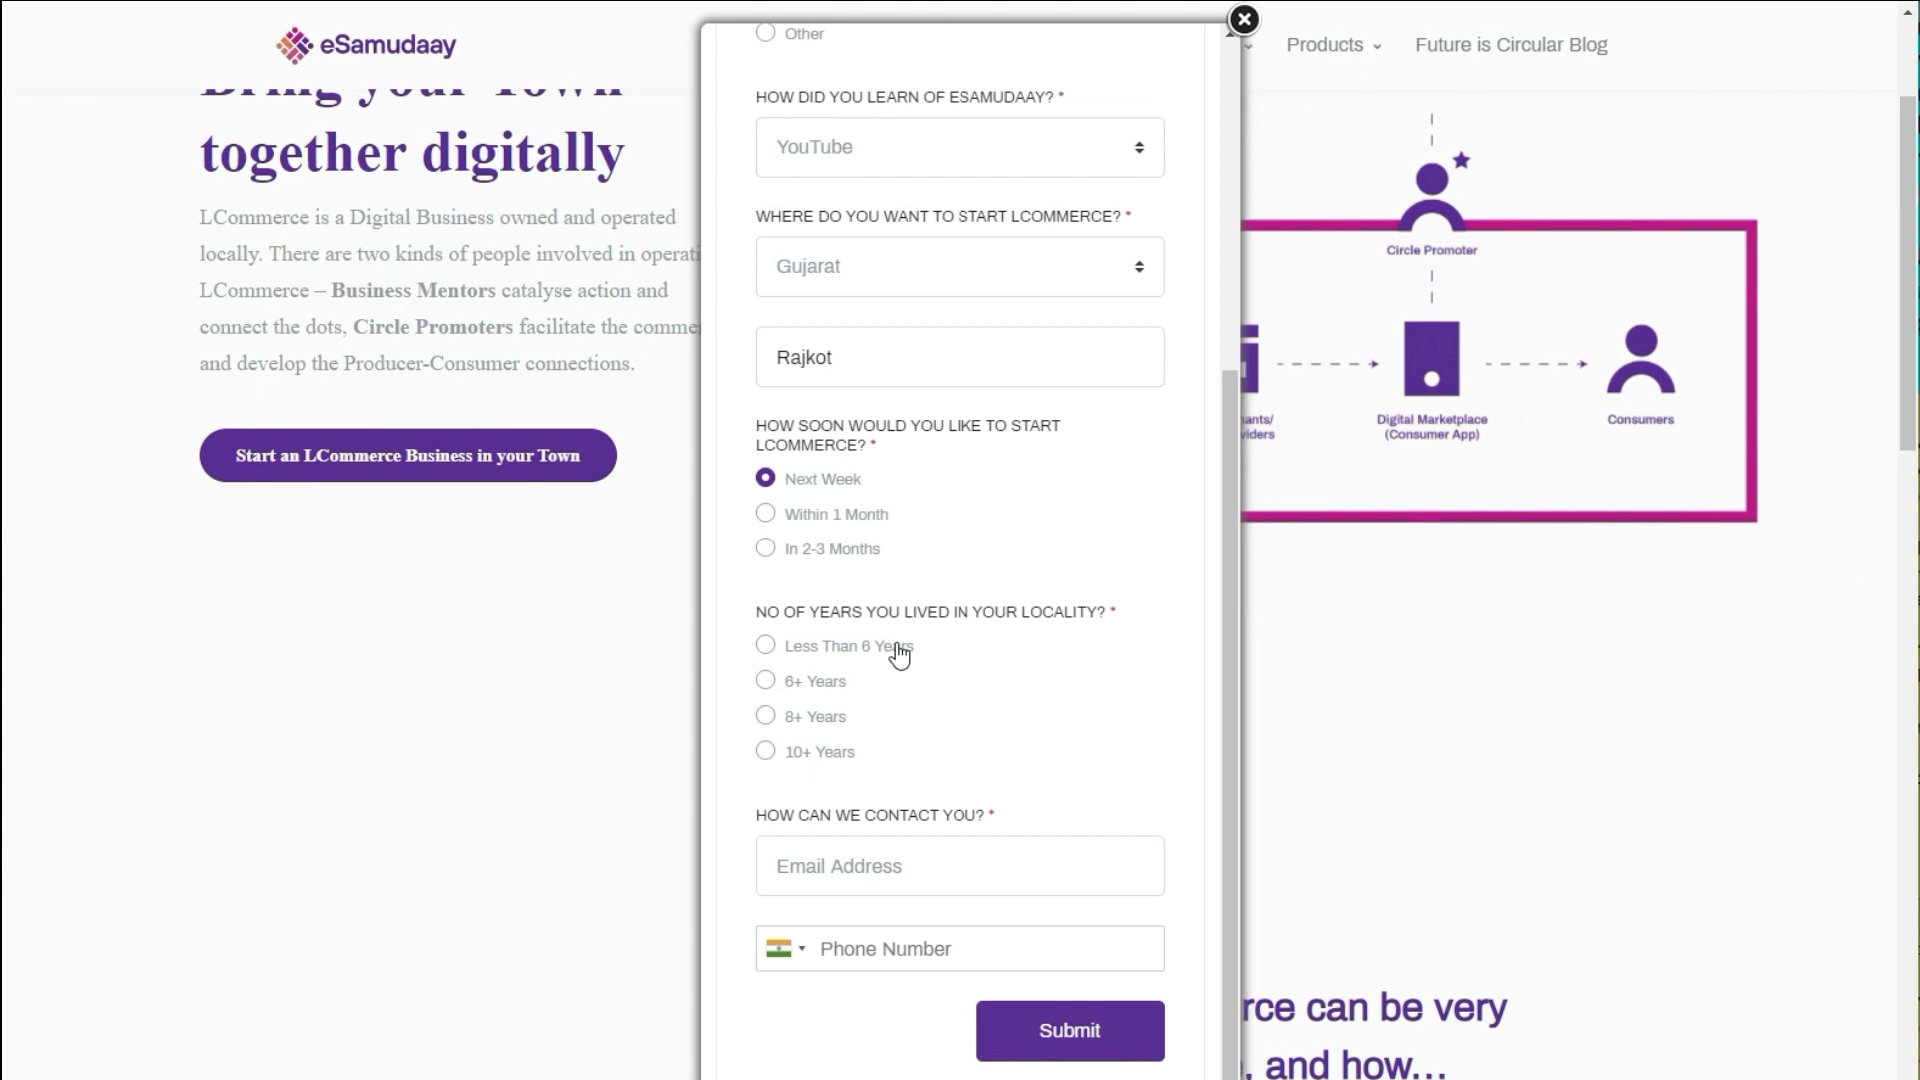 eSamudaay
Products
Future is Circular Blog
Bring your Town
together digitally
LCommerce is a Digital Business owned and operated
locally. There are two kinds of people involved in
LCommerce – Business Mentors catalyse action and
connect the dots, Circle Promoters facilitate the
and develop the Producer-Consumer connections.
Start an LCommerce Business in your Town
Other
HOW DID YOU LEARN OF ESAMUDAAY? *
YouTube
WHERE DO YOU WANT TO START LCOMMERCE? *
Gujarat
Rajkot
HOW SOON WOULD YOU LIKE TO START
LCOMMERCE? *
Next Week
Within 1 Month
In 2-3 Months
NO OF YEARS YOU LIVED IN YOUR LOCALITY? *
Less Than 6 Years
6+ Years
8+ Years
10+ Years
HOW CAN WE CONTACT YOU? *
Email Address
Phone Number
Submit
Circle Promoter
Digital Marketplace
(Consumer App)
Consumers
can be very
, and how...